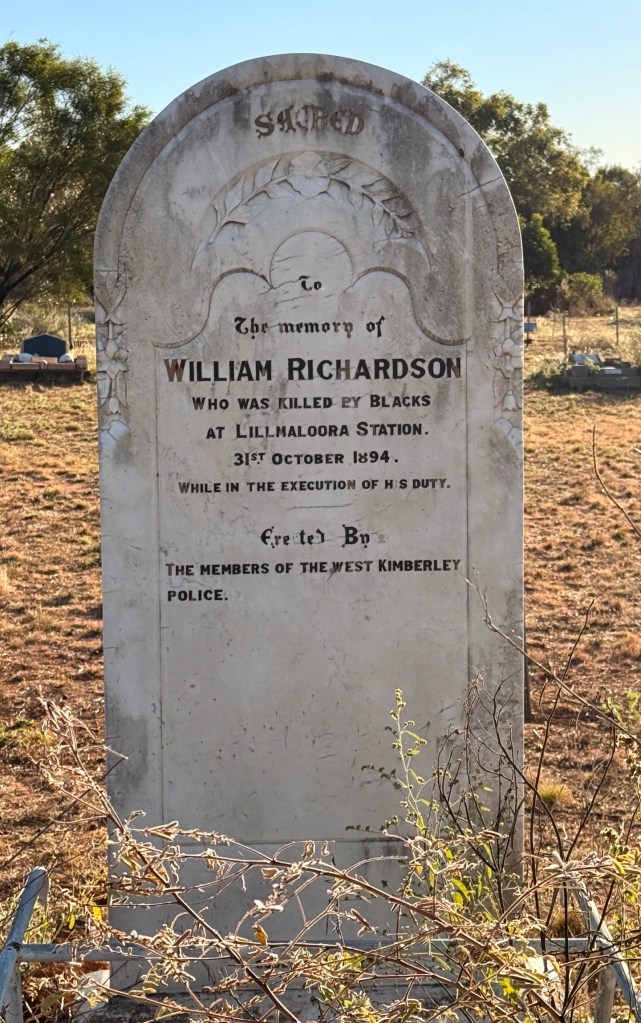 SACRED
To
The memory of
WILLIAM RICHARDSON
WHO WAS KILLED BY BLACKS
AT LILLMALOORA STATION.
31ST OCTOBER 1894.
WHILE IN THE EXECUTION OF HIS DUTY.
Erected By
THE MEMBERS OF THE WEST KIMBERLEY
POLICE.